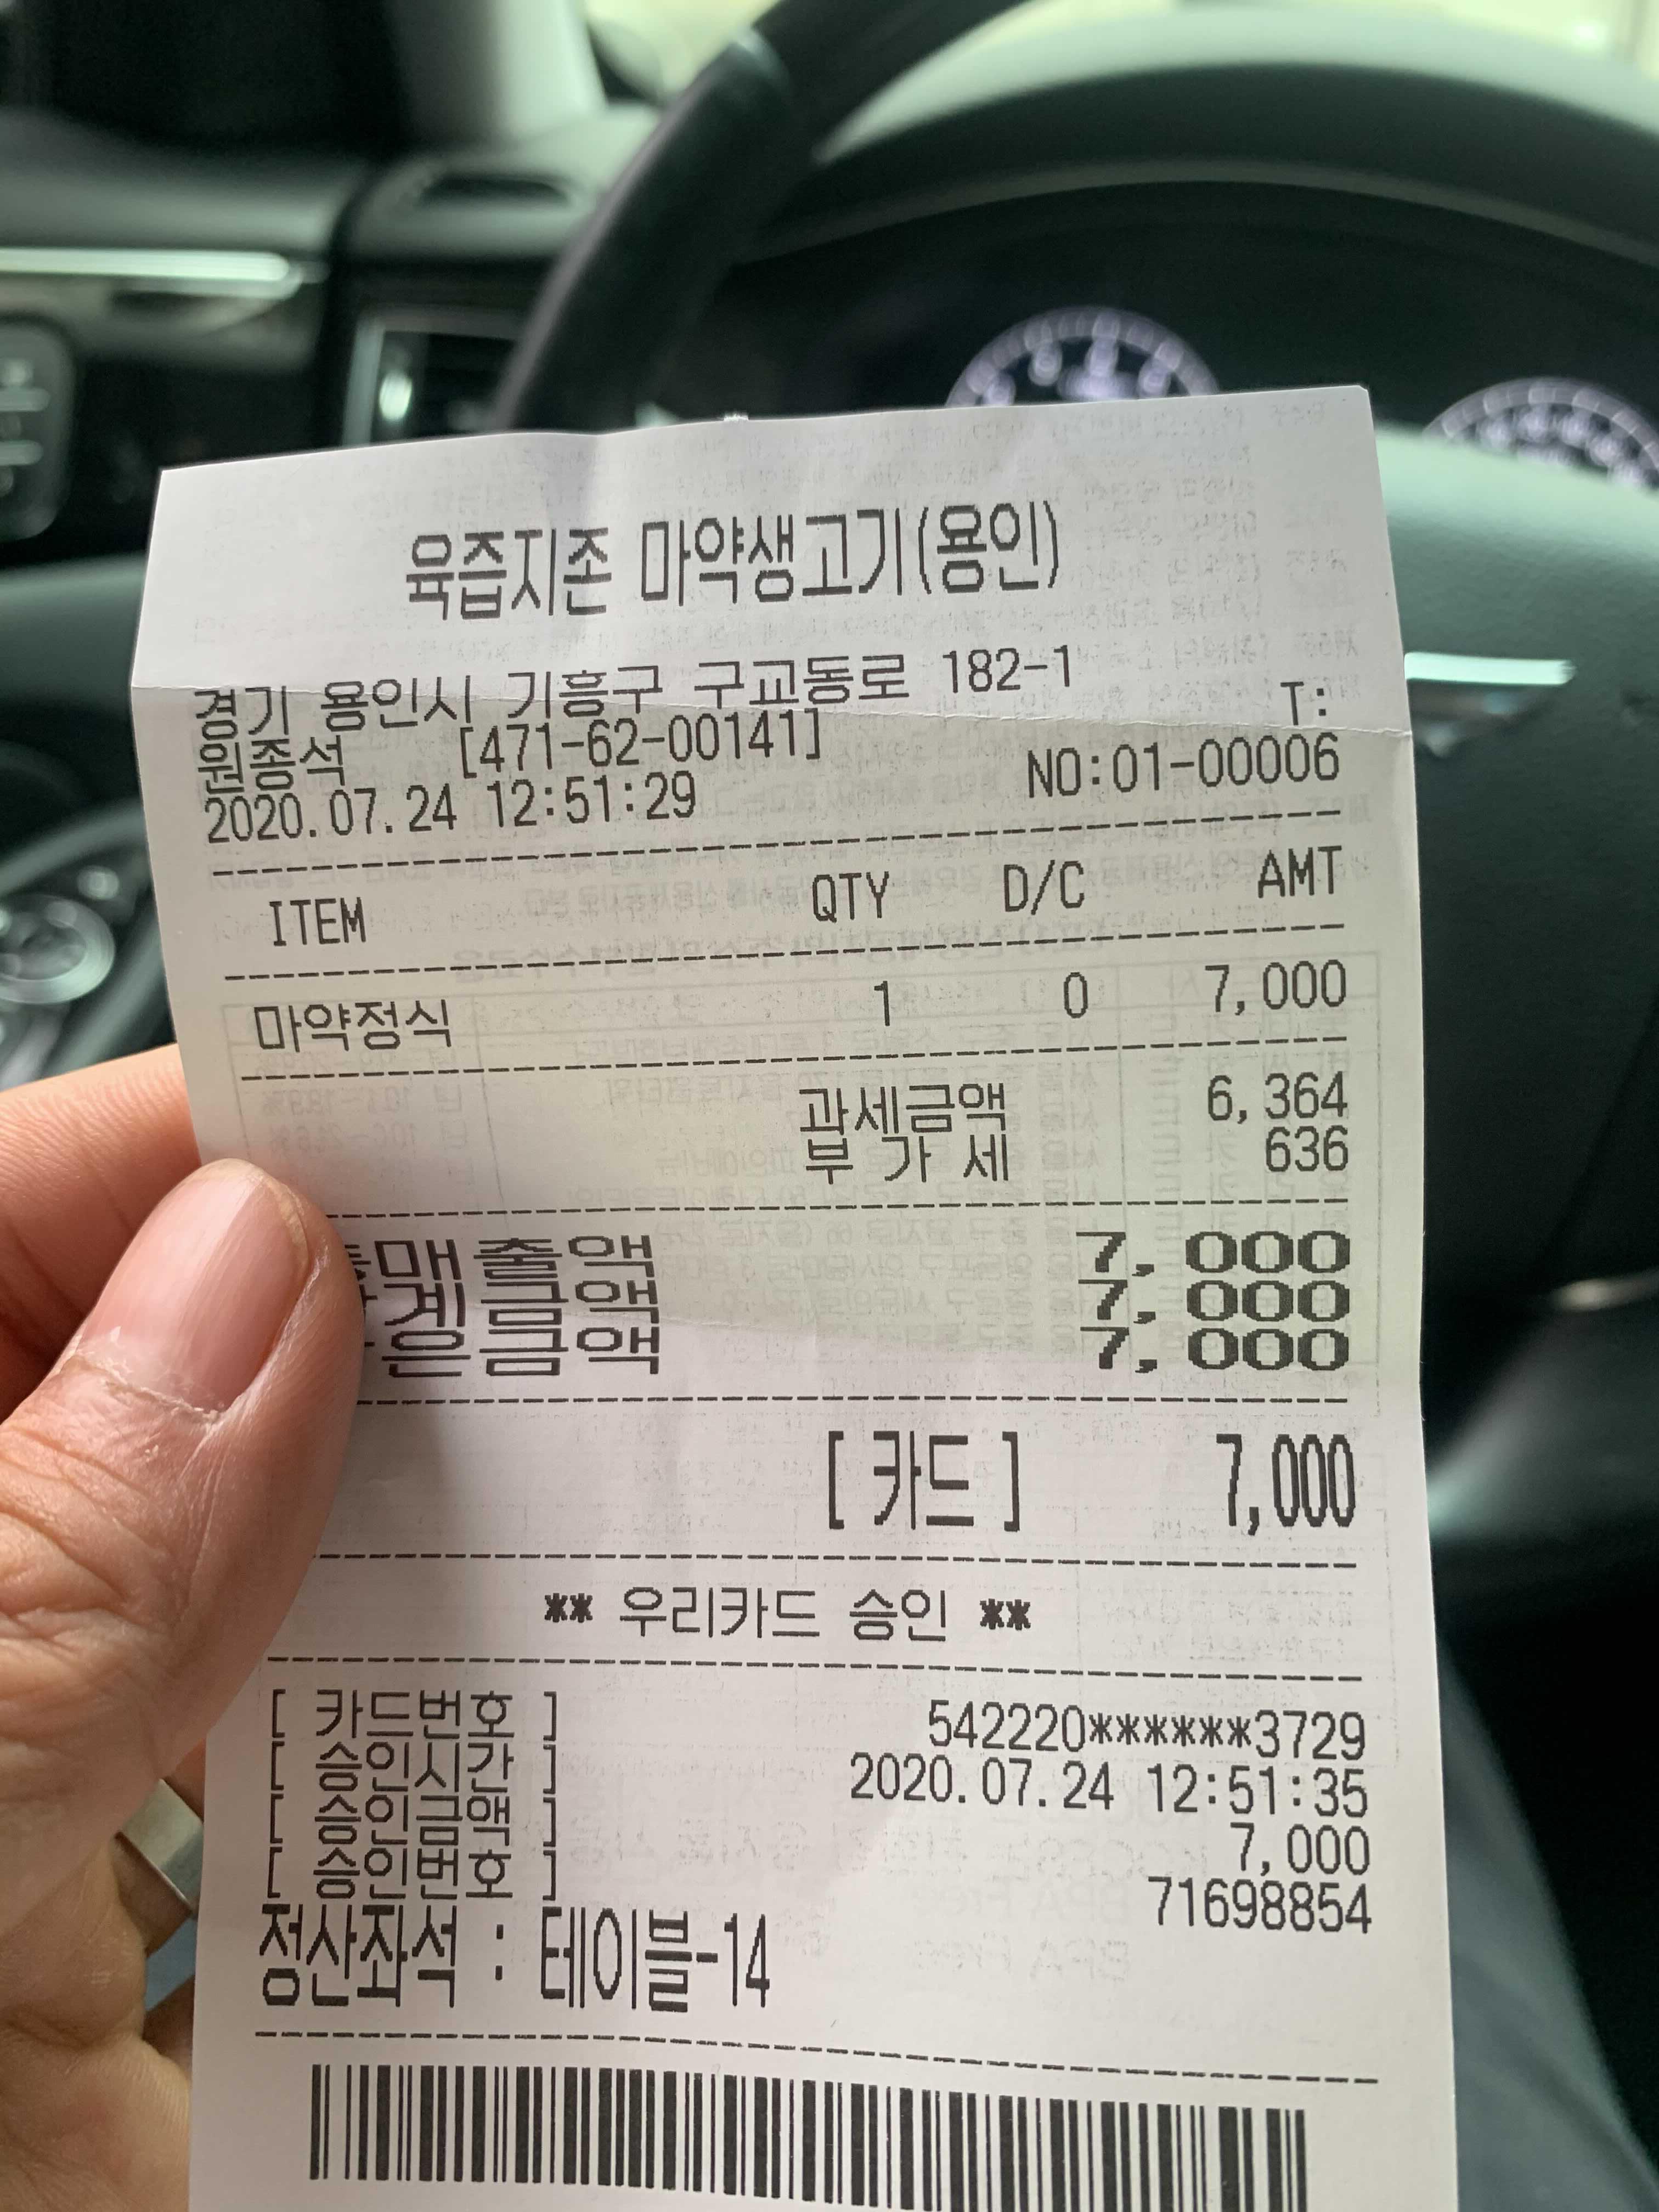 육즙지존 마약생고기(용인)
경기 용인시 기흥구 구교동로 182-1
T:
원종석 [471-62-00141]
2020.07.24 12:51:29 NO:01-00006
ITEM QTY D/C AMT
마약정식 1 0 7,000
과세금액 6,364
부 가 세 636
매출액 7,000
계금액 7,000
은금액 7,000
[ 카드 ] 7,000
** 우리카드 승인 **
[ 카드번호 ] 542220******3729
[ 승인시간 ] 2020.07.24 12:51:35
[ 승인금액 ] 7,000
[ 승인번호 ] 71698854
정산좌석 : 테이블-14